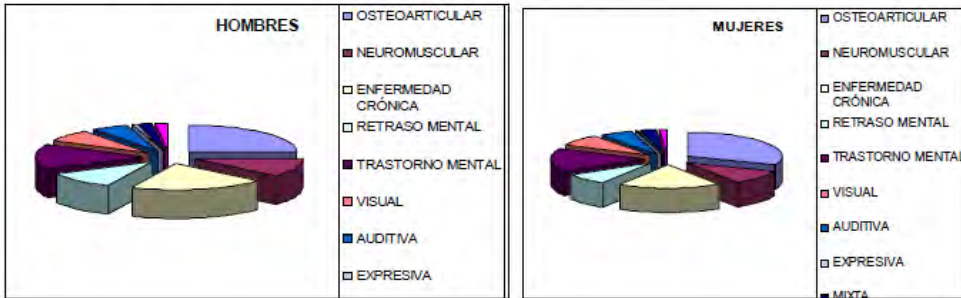 HOMBRES
OSTEOARTICULAR
NEUROMUSCULAR
ENFERMEDAD
CRÓNICA
RETRASO MENTAL
TRASTORNO MENTAL
VISUAL
AUDITIVA
EXPRESIVA
MUJERES
OSTEOARTICULAR
NEUROMUSCULAR
ENFERMEDAD
CRÓNICA
RETRASO MENTAL
TRASTORNO MENTAL
VISUAL
AUDITIVA
EXPRESIVA
MIXTA